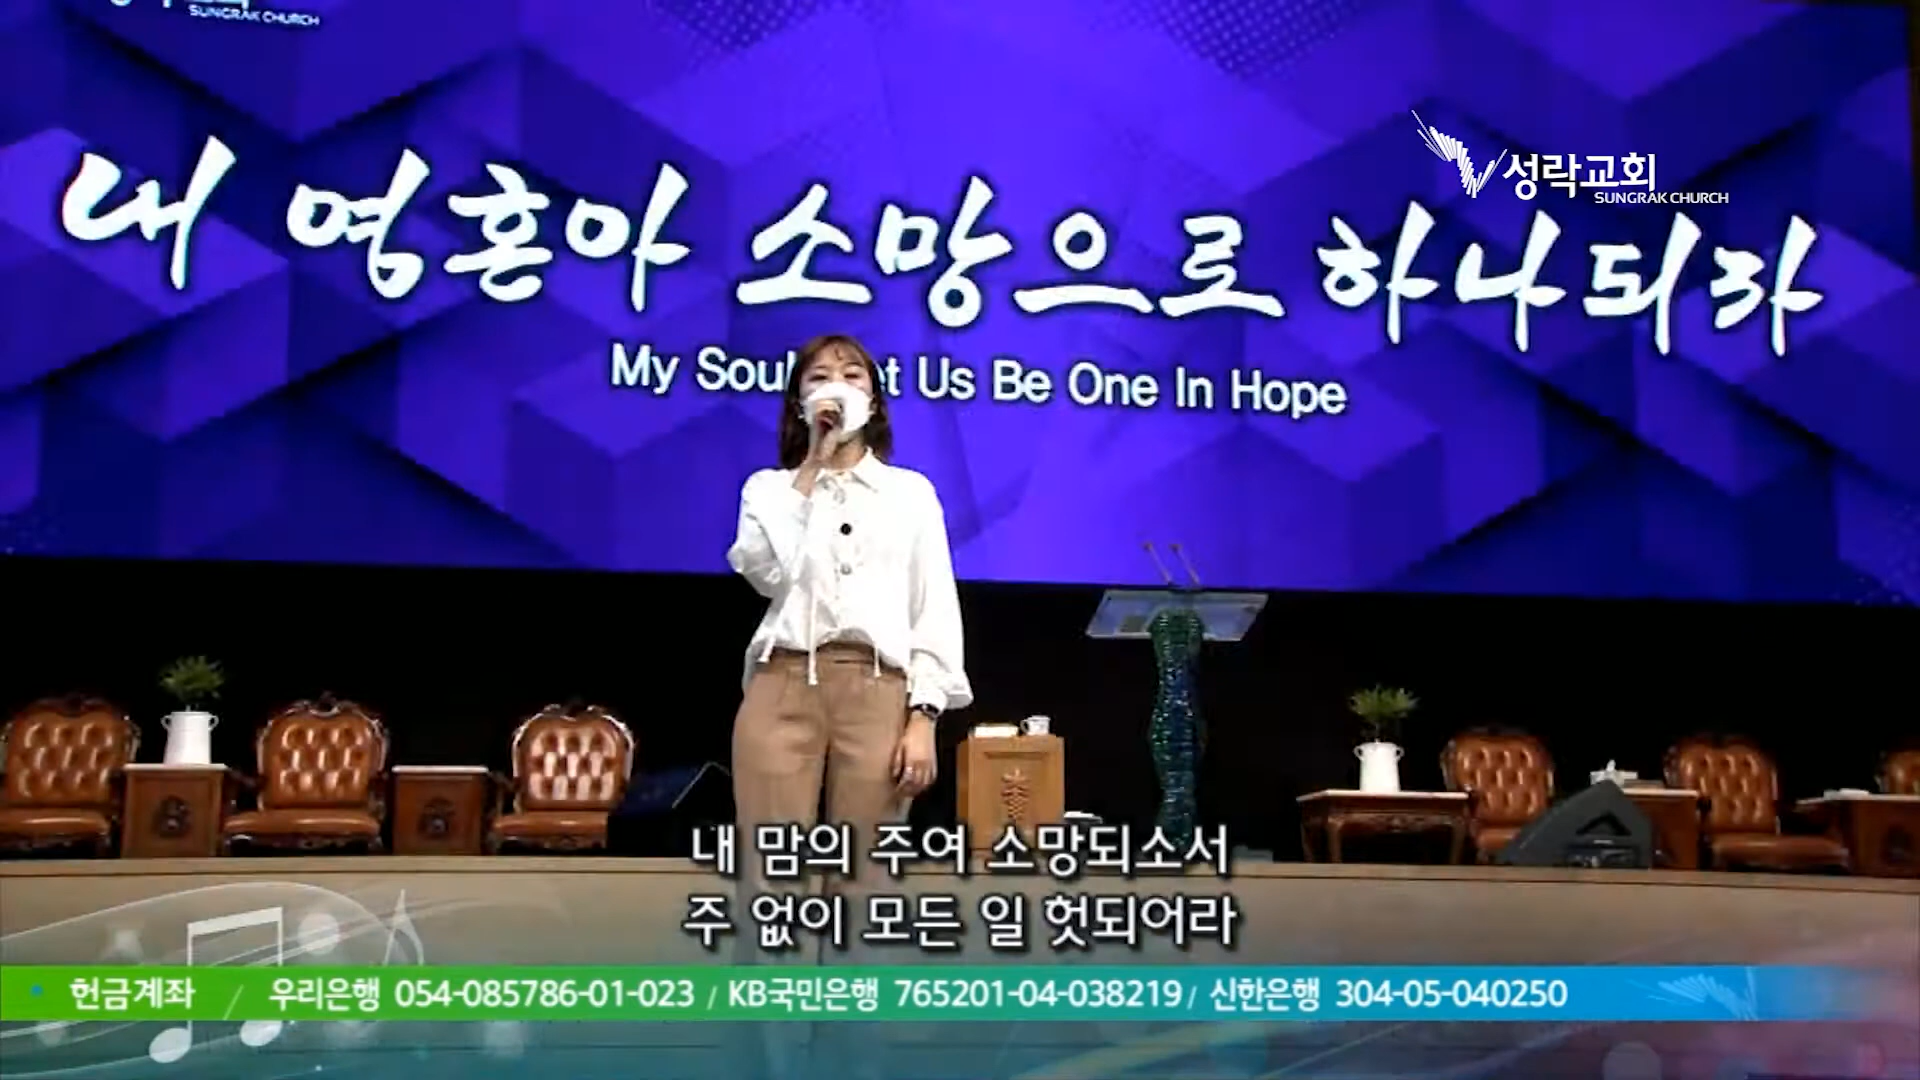 SUNGRAK CHURCH
성락교회
SUNGRAK CHURCH
내 영혼아 소망으로 하나되라
My Soul et Us Be One In Hope
내 맘의 주여 소망되소서
주 없이 모든 일 헛되어라
헌금계좌 / 우리은행 054-085786-01-023 / KB국민은행 765201-04-038219 / 신한은행 304-05-040250